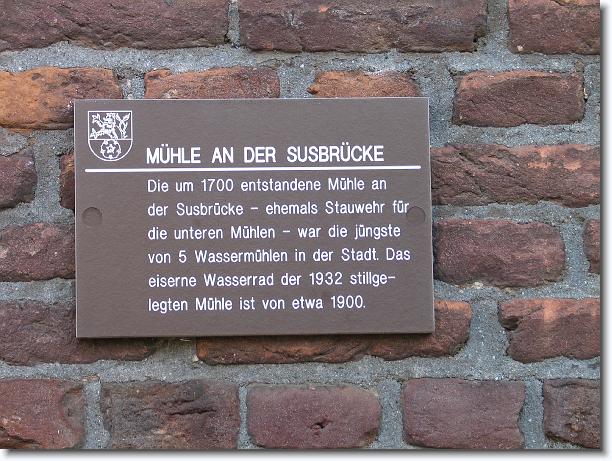 MÜHLE AN DER SUSBRÜCKE
Die um 1700 entstandene Mühle an
der Susbrücke – ehemals Stauwehr für
die unteren Mühlen – war die jüngste
von 5 Wassermühlen in der Stadt. Das
eiserne Wasserrad der 1932 stillge-
legten Mühle ist von etwa 1900.